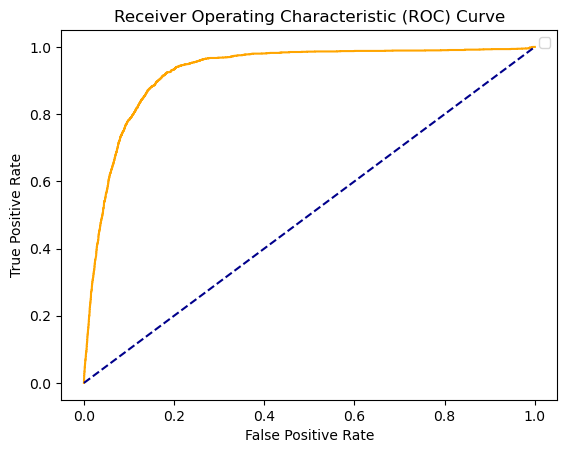 Receiver Operating Characteristic (ROC) Curve
1.0
0.8
0.6
0.4
0.2
0.0
True Positive Rate
0.0 0.2 0.4 0.6 0.8 1.0
False Positive Rate